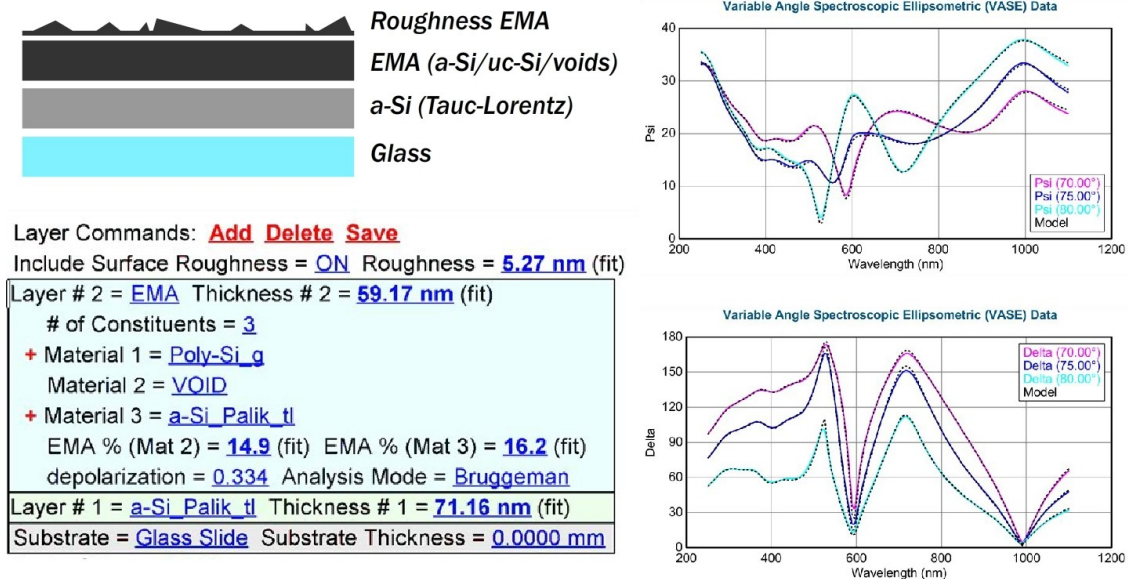 Roughness EMA
EMA (a-Si/uc-Si/voids)
a-Si (Tauc-Lorentz)
Glass
Layer Commands: Add Delete Save
Include Surface Roughness = ON Roughness = 5.27 nm (fit)
Layer # 2 = EMA Thickness # 2 = 59.17 nm (fit)
# of Constituents = 3
+ Material 1 = Poly-Si_g
Material 2 = VOID
+ Material 3 = a-Si_Palik_tl
EMA % (Mat 2) = 14.9 (fit) EMA % (Mat 3) = 16.2 (fit)
depolarization = 0.334 Analysis Mode = Bruggeman
Layer # 1 = a-Si_Palik_tl Thickness # 1 = 71.16 nm (fit)
Substrate = Glass Slide Substrate Thickness = 0.0000 mm
Variable Angle Spectroscopic Ellipsometric (VASE) Data
40
30
20
10
0
Psi
Psi (70.00°)
Psi (75.00°)
Psi (80.00°)
Model
200 400 600 800 1000 1200
Wavelength (nm)
Variable Angle Spectroscopic Ellipsometric (VASE) Data
180
150
120
90
60
30
0
Delta
Delta (70.00°)
Delta (75.00°)
Delta (80.00°)
Model
200 400 600 800 1000 1200
Wavelength (nm)